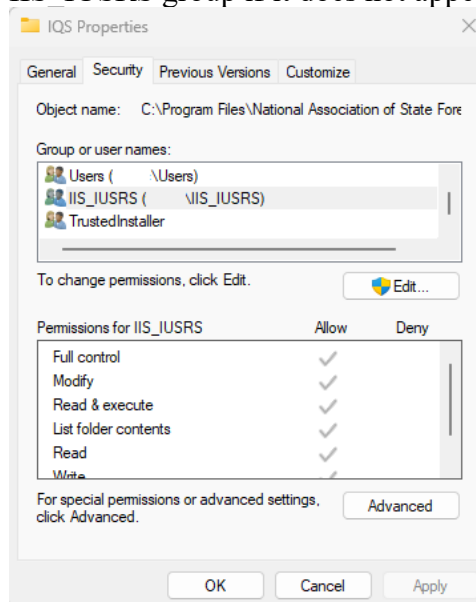 IQS Properties
General Security Previous Versions Customize
Object name: C:\Program Files\National Association of State Fore
Group or user names:
Users ( \Users)
IIS_IUSRS ( \IIS_IUSRS)
TrustedInstaller
To change permissions, click Edit.
Edit...
Permissions for IIS_IUSRS Allow Deny
Full control
Modify
Read & execute
List folder contents
Read
Write
For special permissions or advanced settings,
click Advanced.
Advanced
OK Cancel Apply